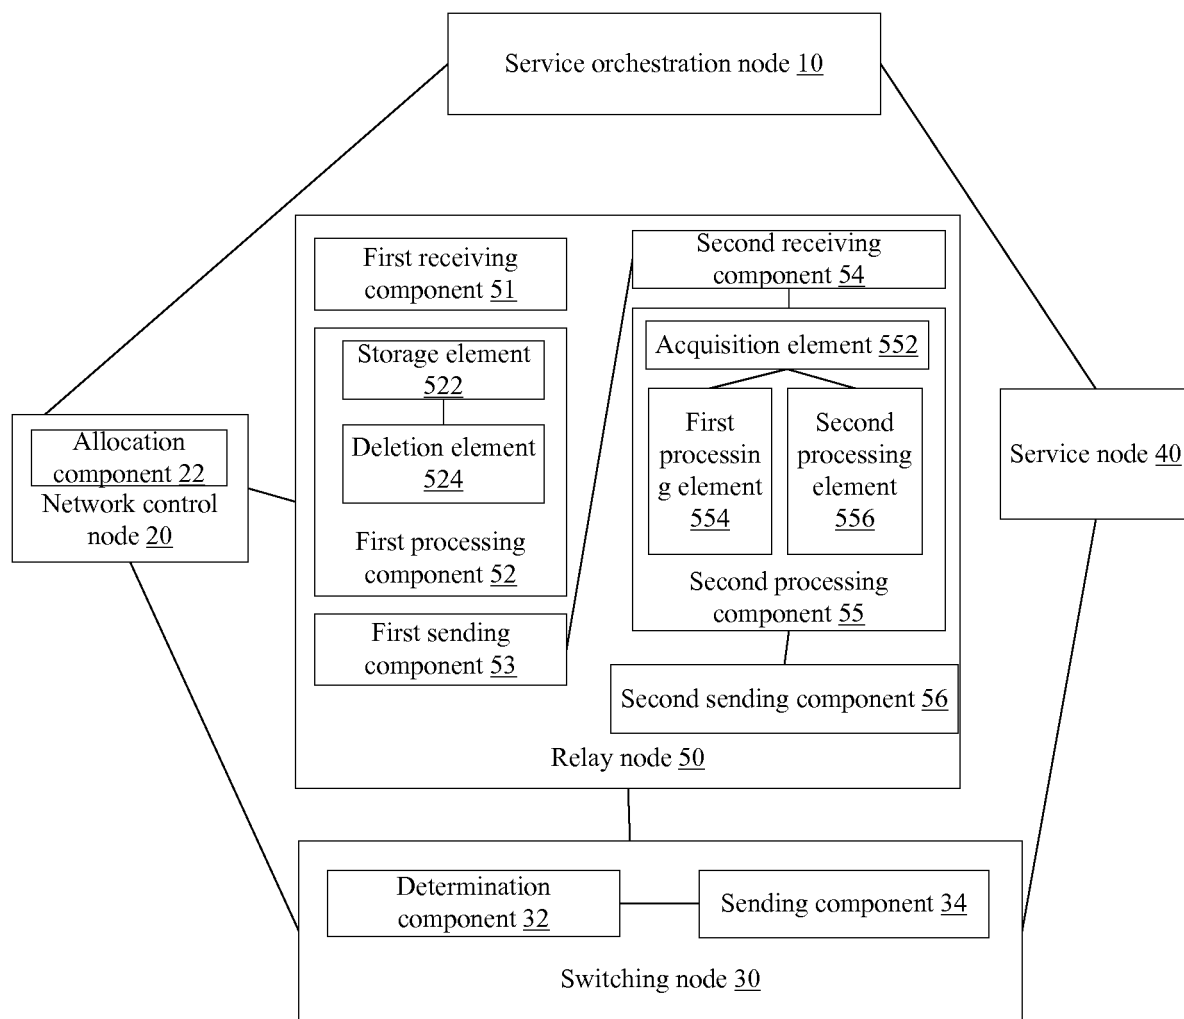 Service orchestration node 10
First receiving
component 51
Second receiving
component 54
Storage element
522
Deletion element
524
First processing
component 52
First sending
component 53
Acquisition element 552
First
processin
g element
554
Second
processing
element
556
Second processing
component 55
Second sending component 56
Relay node 50
Allocation
component 22
Network control
node 20
Service node 40
Determination
component 32
Sending component 34
Switching node 30